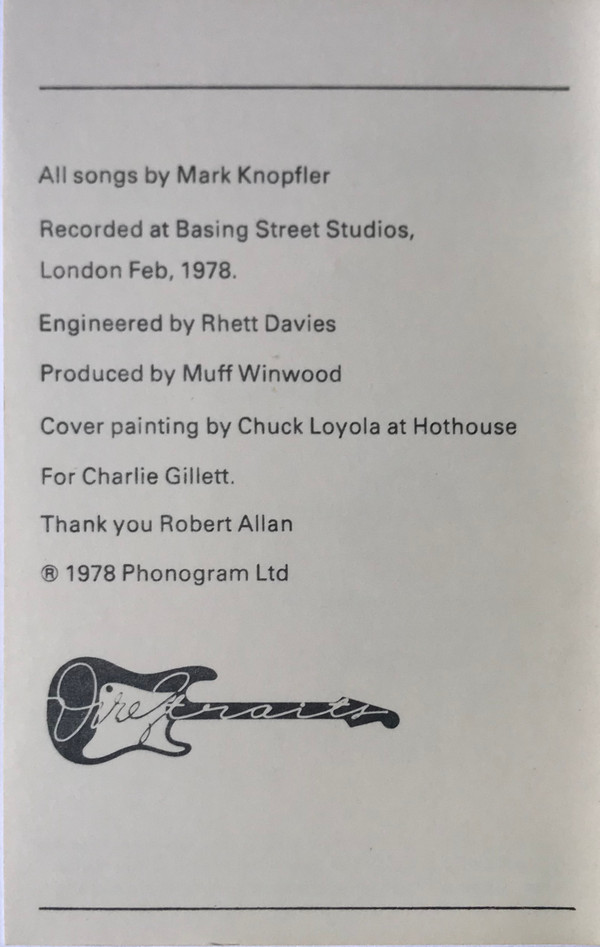 All songs by Mark Knopfler
Recorded at Basing Street Studios,
London Feb, 1978.
Engineered by Rhett Davies
Produced by Muff Winwood
Cover painting by Chuck Loyola at Hothouse
For Charlie Gillett.
Thank you Robert Allan
® 1978 Phonogram Ltd
Dire Straits